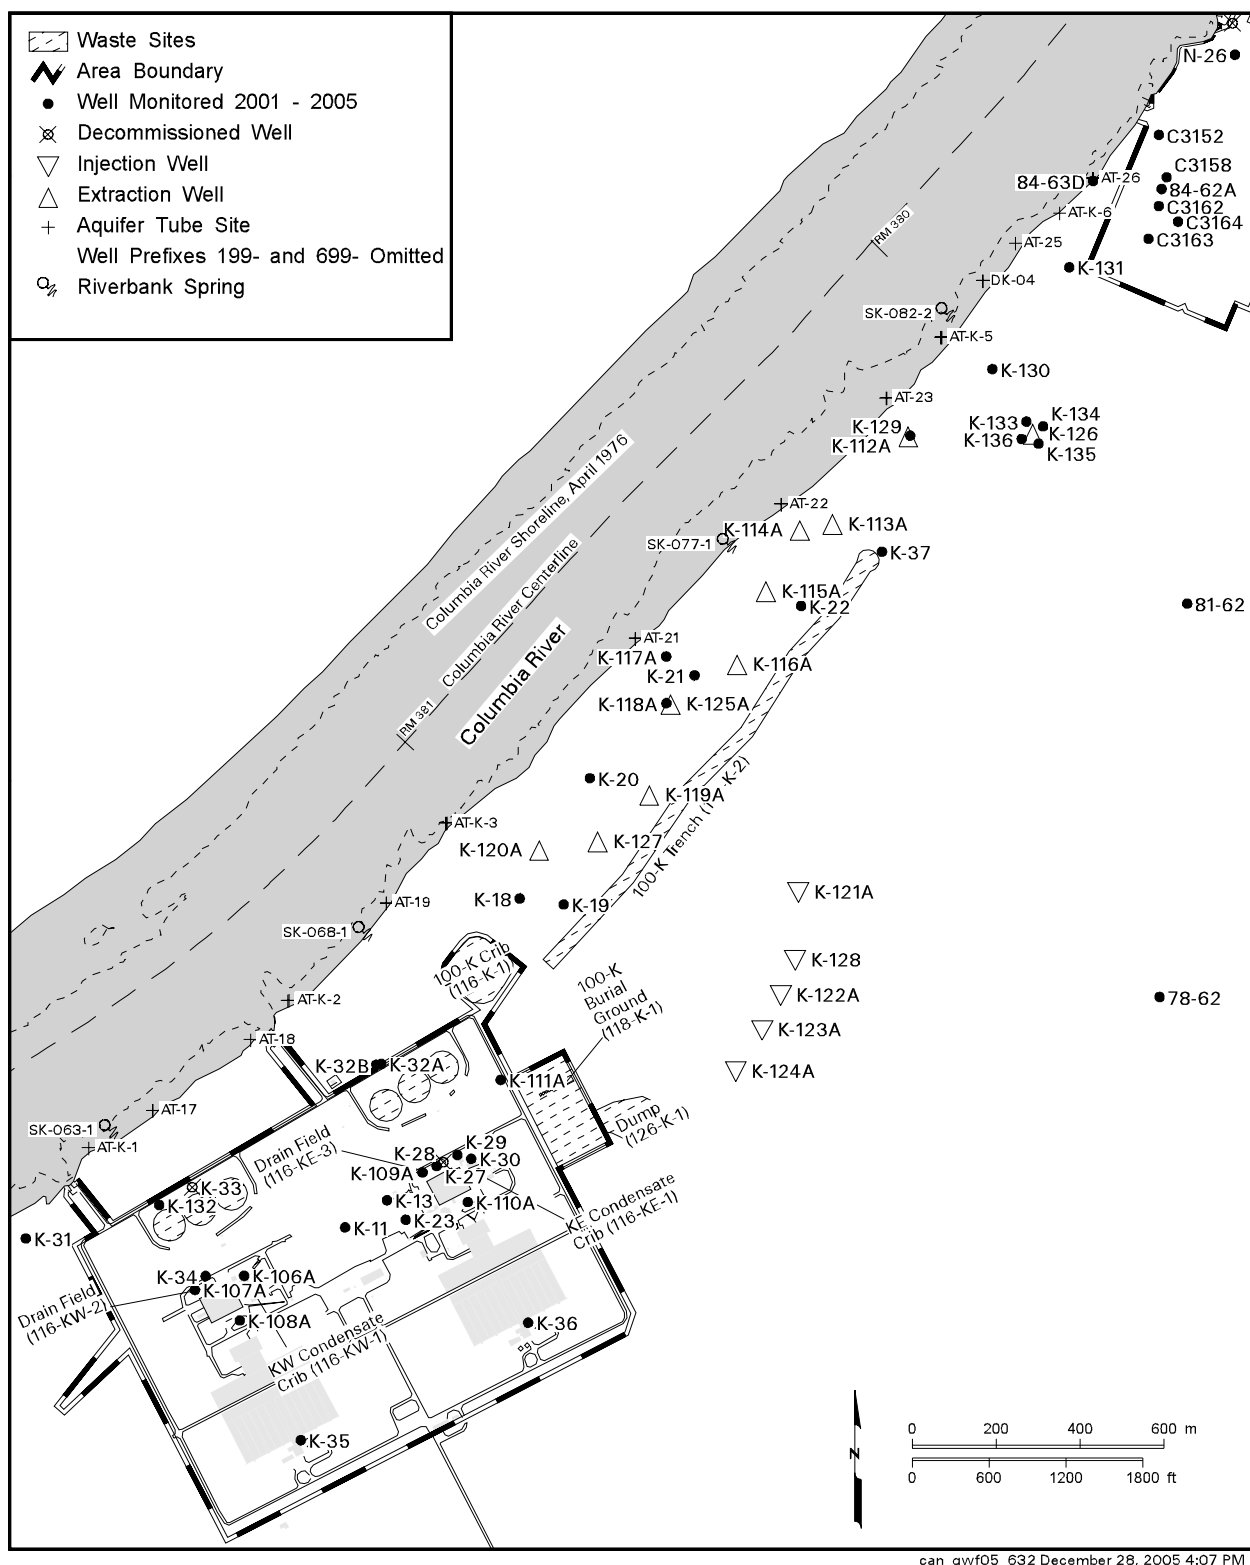 Waste Sites
Area Boundary
Well Monitored 2001 - 2005
Decommissioned Well
Injection Well
Extraction Well
Aquifer Tube Site
Well Prefixes 199- and 699- Omitted
Riverbank Spring
N-26
C3152
C3158
84-63D
AT-26
84-62A
C3162
AT-K-6
C3164
C3163
RM 380
AT-25
K-131
DK-04
SK-082-2
AT-K-5
K-130
AT-23
K-133
K-134
K-129
K-126
K-136
K-112A
K-135
Columbia River Shoreline, April 1976
AT-22
K-114A
K-113A
SK-077-1
K-37
K-115A
K-22
81-62
Columbia River Centerline
AT-21
K-117A
K-116A
K-21
Columbia River
K-118A
K-125A
RM 381
K-20
K-119A
100-K Trench (116-K-2)
AT-K-3
K-127
K-120A
K-121A
K-18
K-19
AT-19
SK-068-1
100-K Crib
(116-K-1)
K-128
100-K
Burial
Ground
(118-K-1)
K-122A
AT-K-2
78-62
K-123A
AT-18
K-32B
K-32A
K-124A
K-111A
AT-17
SK-063-1
Dump
(126-K-1)
AT-K-1
Drain Field
(116-KE-3)
K-28
K-29
K-30
K-109A
K-27
K-33
K-132
K-13
K-110A
K-23
KE Condensate
Crib (116-KE-1)
K-11
K-31
K-34
K-106A
K-107A
Drain Field
(116-KW-2)
K-108A
K-36
KW Condensate
Crib (116-KW-1)
K-35
N
0 200 400 600 m
0 600 1200 1800 ft
can_gwf05_632 December 28, 2005 4:07 PM